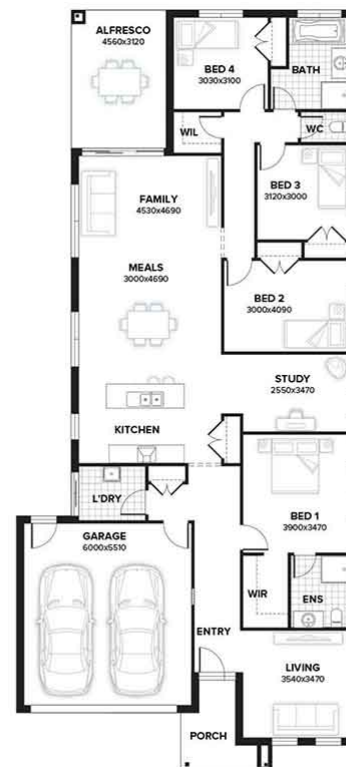 ALFRESCO
4560x3120
BED 4
3030x3100
BATH
WIL
WC
BED 3
3120x3000
FAMILY
4530x4690
MEALS
3000x4690
BED 2
3000x4090
STUDY
2550x3470
KITCHEN
L'DRY
BED 1
3900x3470
GARAGE
6000x5510
WIR
ENS
ENTRY
LIVING
3540x3470
PORCH